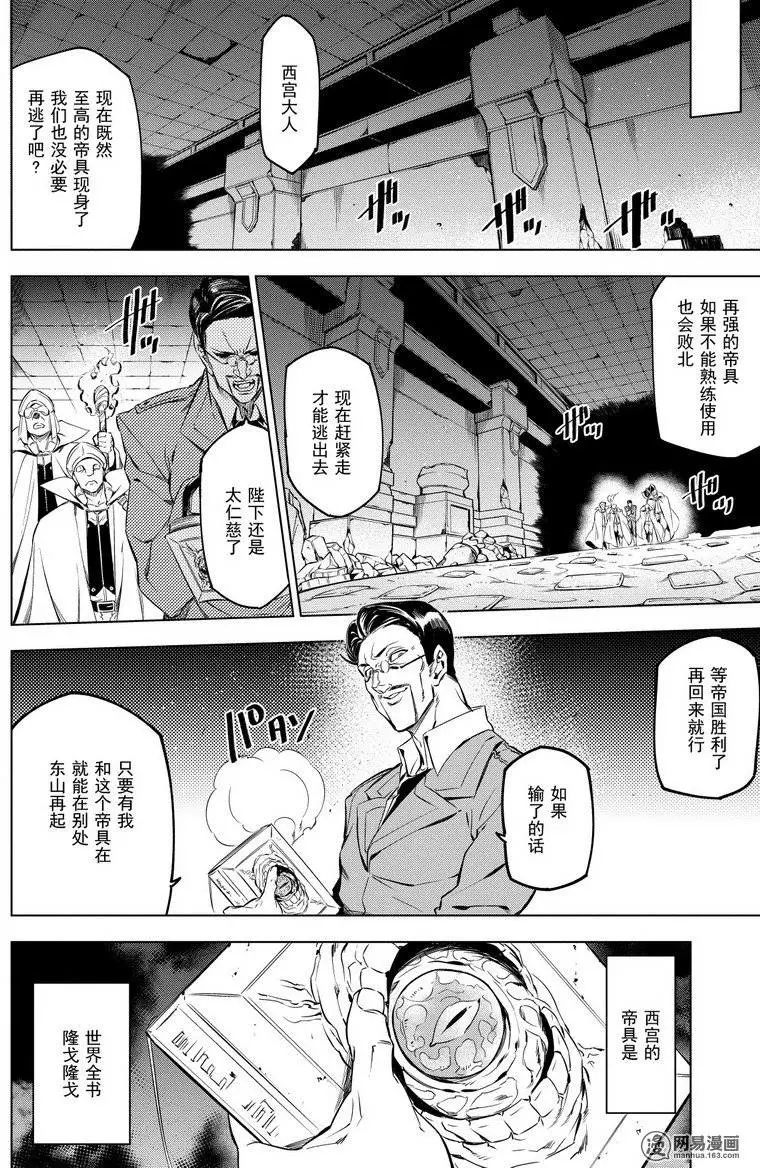 西宫大人
现在既然
至高的帝具现身了
我们也没必要
再逃了吧？
ザッ
ザッ
ザッ
ザッ
再强的帝具
如果不能熟练使用
也会败北
现在赶紧走
才能逃出去
陛下还是
太仁慈了
ザッ
ザッ
等帝国胜利了
再回来就行
如果
输了的话
パァン
只要有我
和这个帝具在
就能在别处
东山再起
西宫的
帝具是
世界全书
隆戈隆戈
网易漫画
manhua.163.com